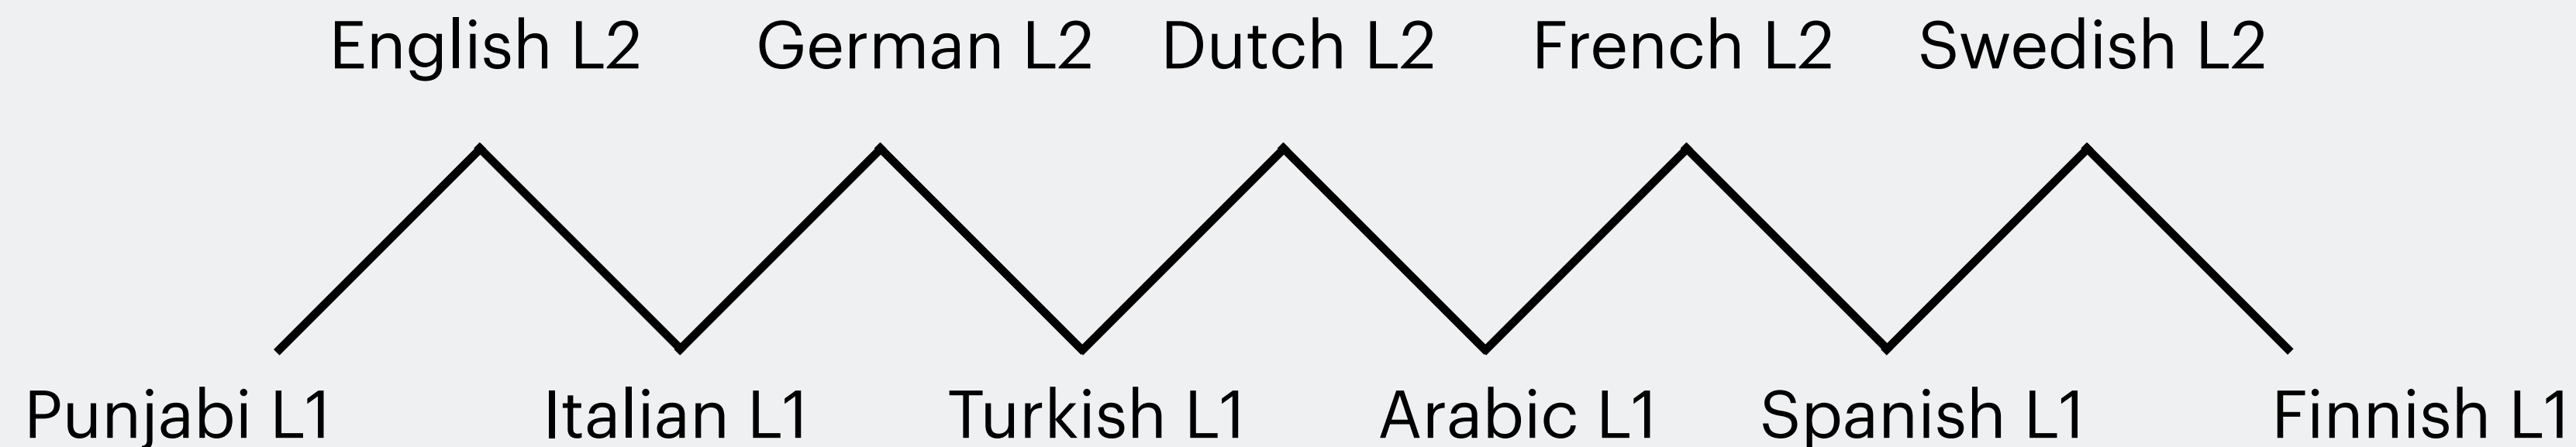 English L2 German L2 Dutch L2 French L2 Swedish L2
Punjabi L1 Italian L1 Turkish L1 Arabic L1 Spanish L1 Finnish L1